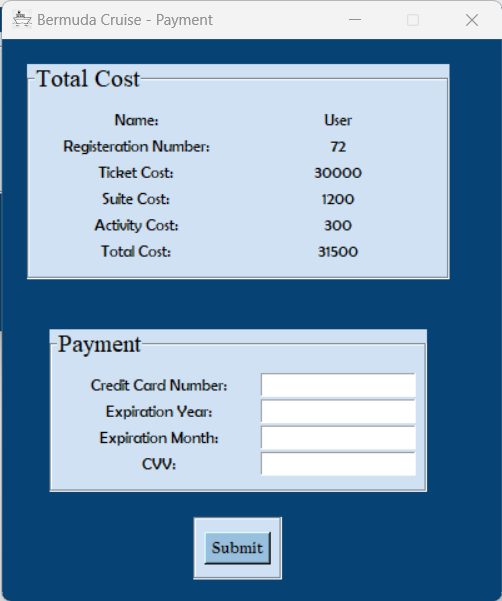 Bermuda Cruise - Payment
Total Cost
Name: User
Registeration Number: 72
Ticket Cost: 30000
Suite Cost: 1200
Activity Cost: 300
Total Cost: 31500
Payment
Credit Card Number:
Expiration Year:
Expiration Month:
CVV:
Submit